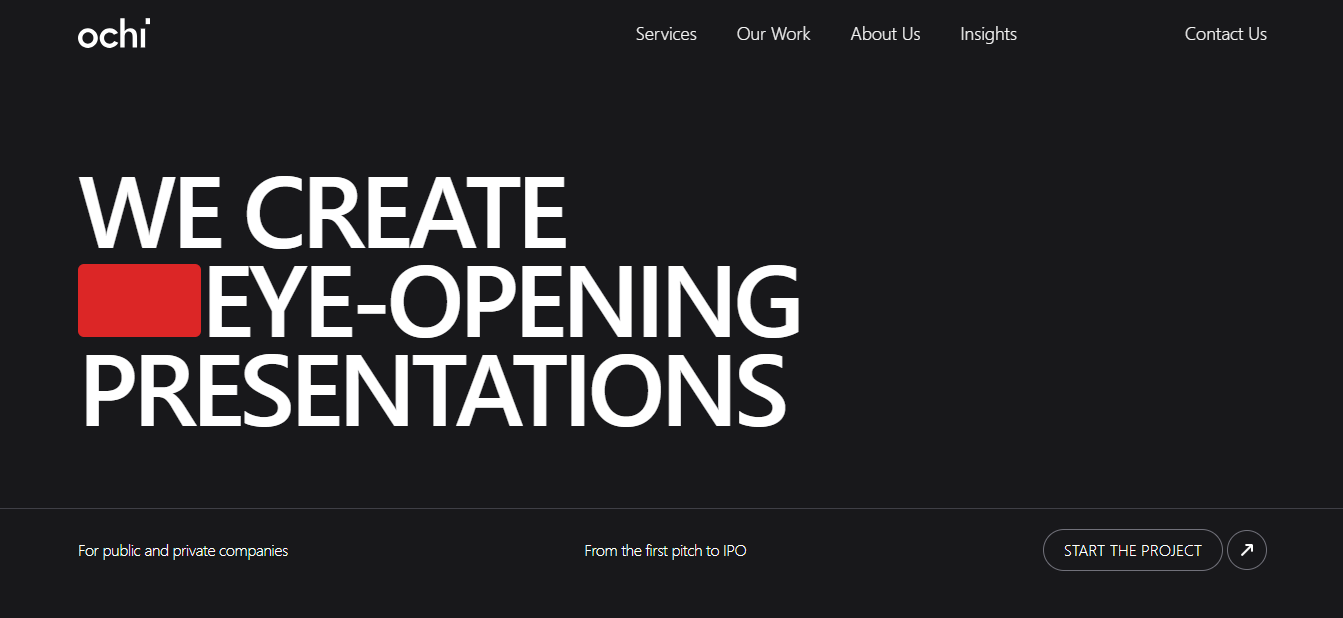 ochi
Services Our Work About Us Insights Contact Us
WE CREATE
EYE-OPENING
PRESENTATIONS
For public and private companies From the first pitch to IPO START THE PROJECT